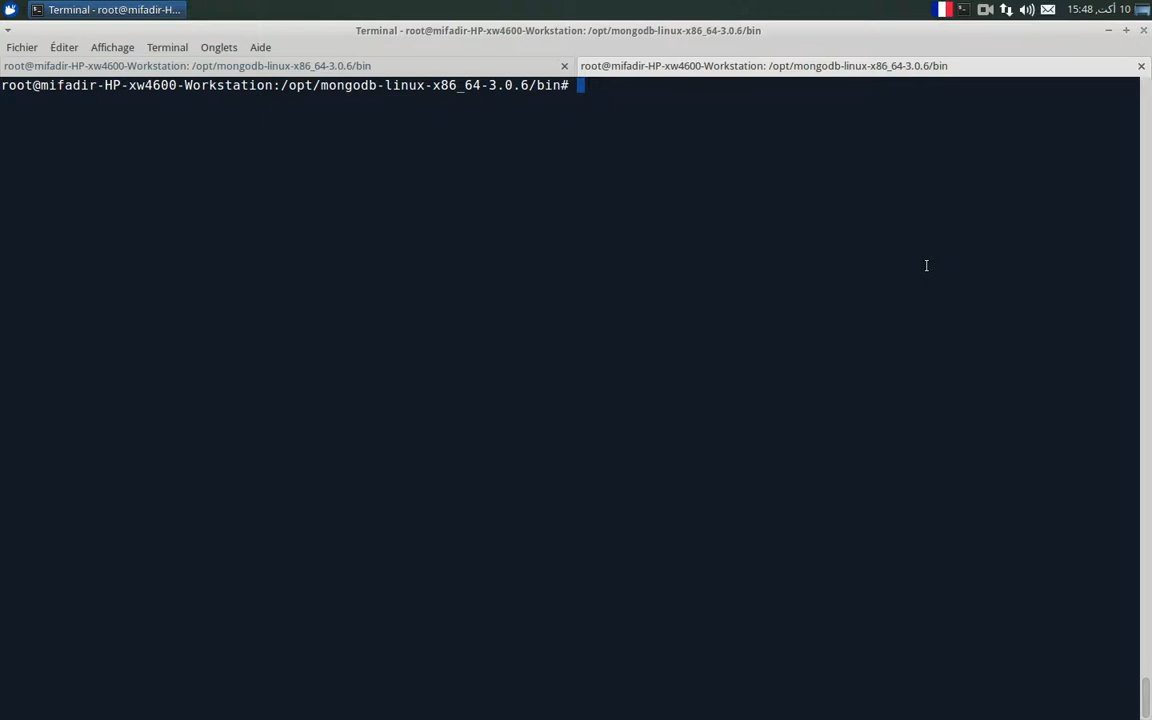 Terminal - root@mifadir-H...
10 أكت, 15:48
Terminal - root@mifadir-HP-xw4600-Workstation: /opt/mongodb-linux-x86_64-3.0.6/bin
Fichier Éditer Affichage Terminal Onglets Aide
root@mifadir-HP-xw4600-Workstation: /opt/mongodb-linux-x86_64-3.0.6/bin
root@mifadir-HP-xw4600-Workstation: /opt/mongodb-linux-x86_64-3.0.6/bin
root@mifadir-HP-xw4600-Workstation:/opt/mongodb-linux-x86_64-3.0.6/bin#